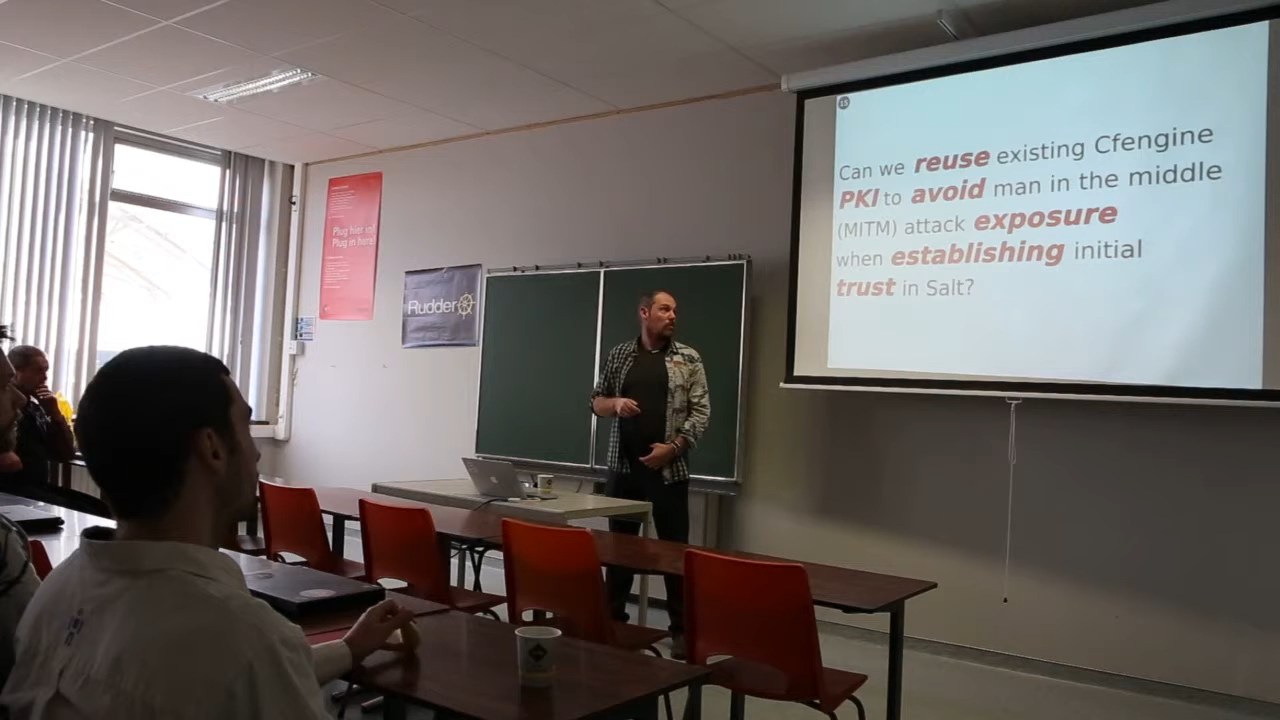 15
Can we reuse existing Cfengine
PKI to avoid man in the middle
(MITM) attack exposure
when establishing initial
trust in Salt?
Plug hier in!
Plug in here!
Rudder